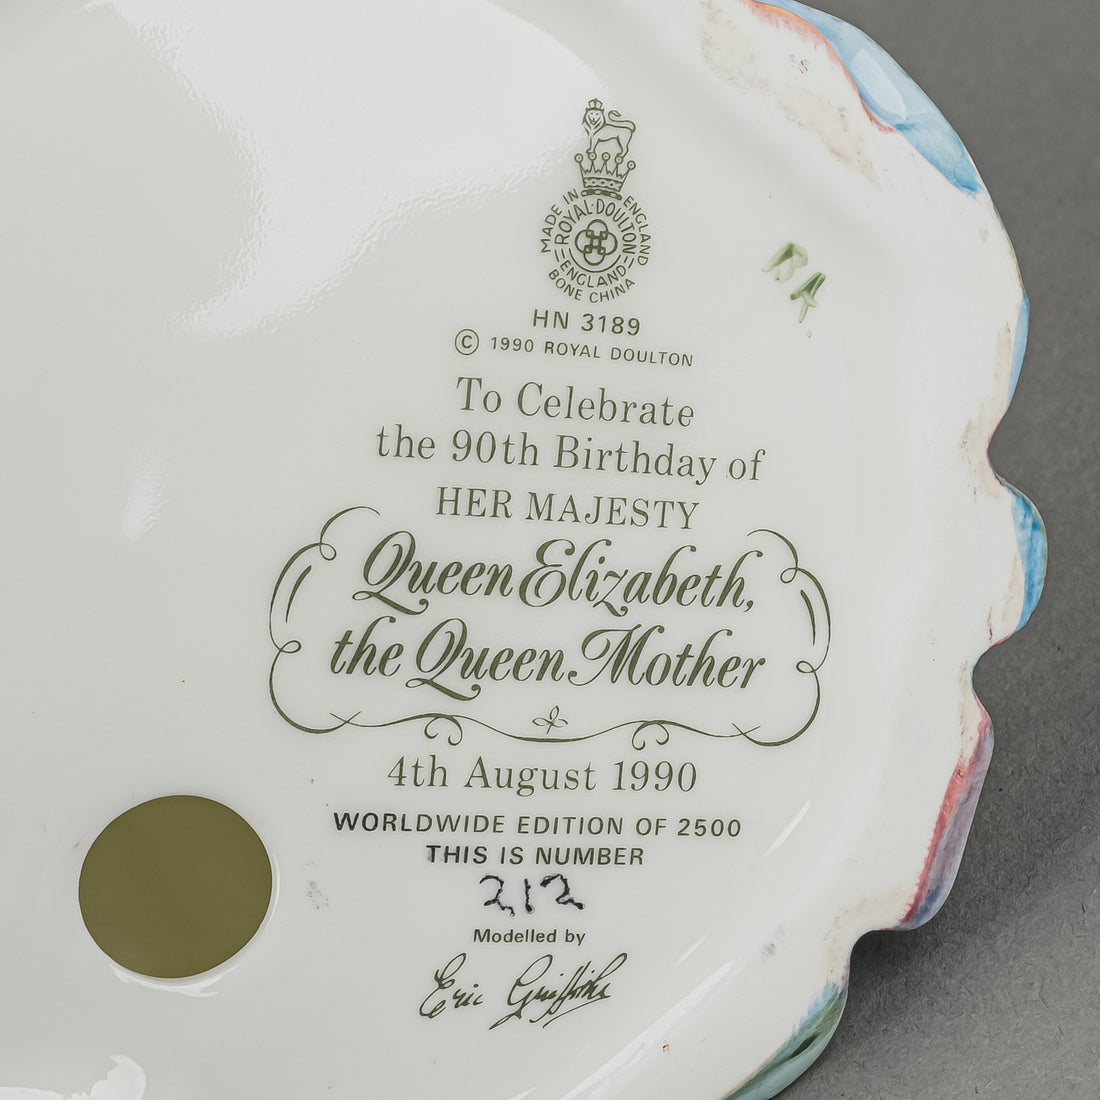 MADE IN ENGLAND
ROYAL·DOULTON
ENGLAND
BONE CHINA
BA.
HN 3189
© 1990 ROYAL DOULTON
To Celebrate
the 90th Birthday of
HER MAJESTY
Queen Elizabeth,
the Queen Mother
4th August 1990
WORLDWIDE EDITION OF 2500
THIS IS NUMBER
212
Modelled by
Eric Griffiths